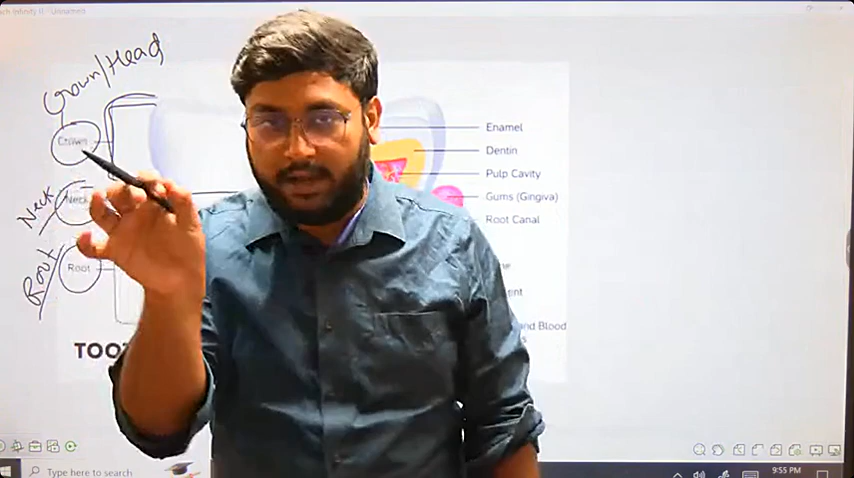 Crown/Head
Crown
Neck
Neck
Root
Root
Enamel
Dentin
Pulp Cavity
Gums (Gingiva)
Root Canal
and Blood
Type here to search
9:55 PM